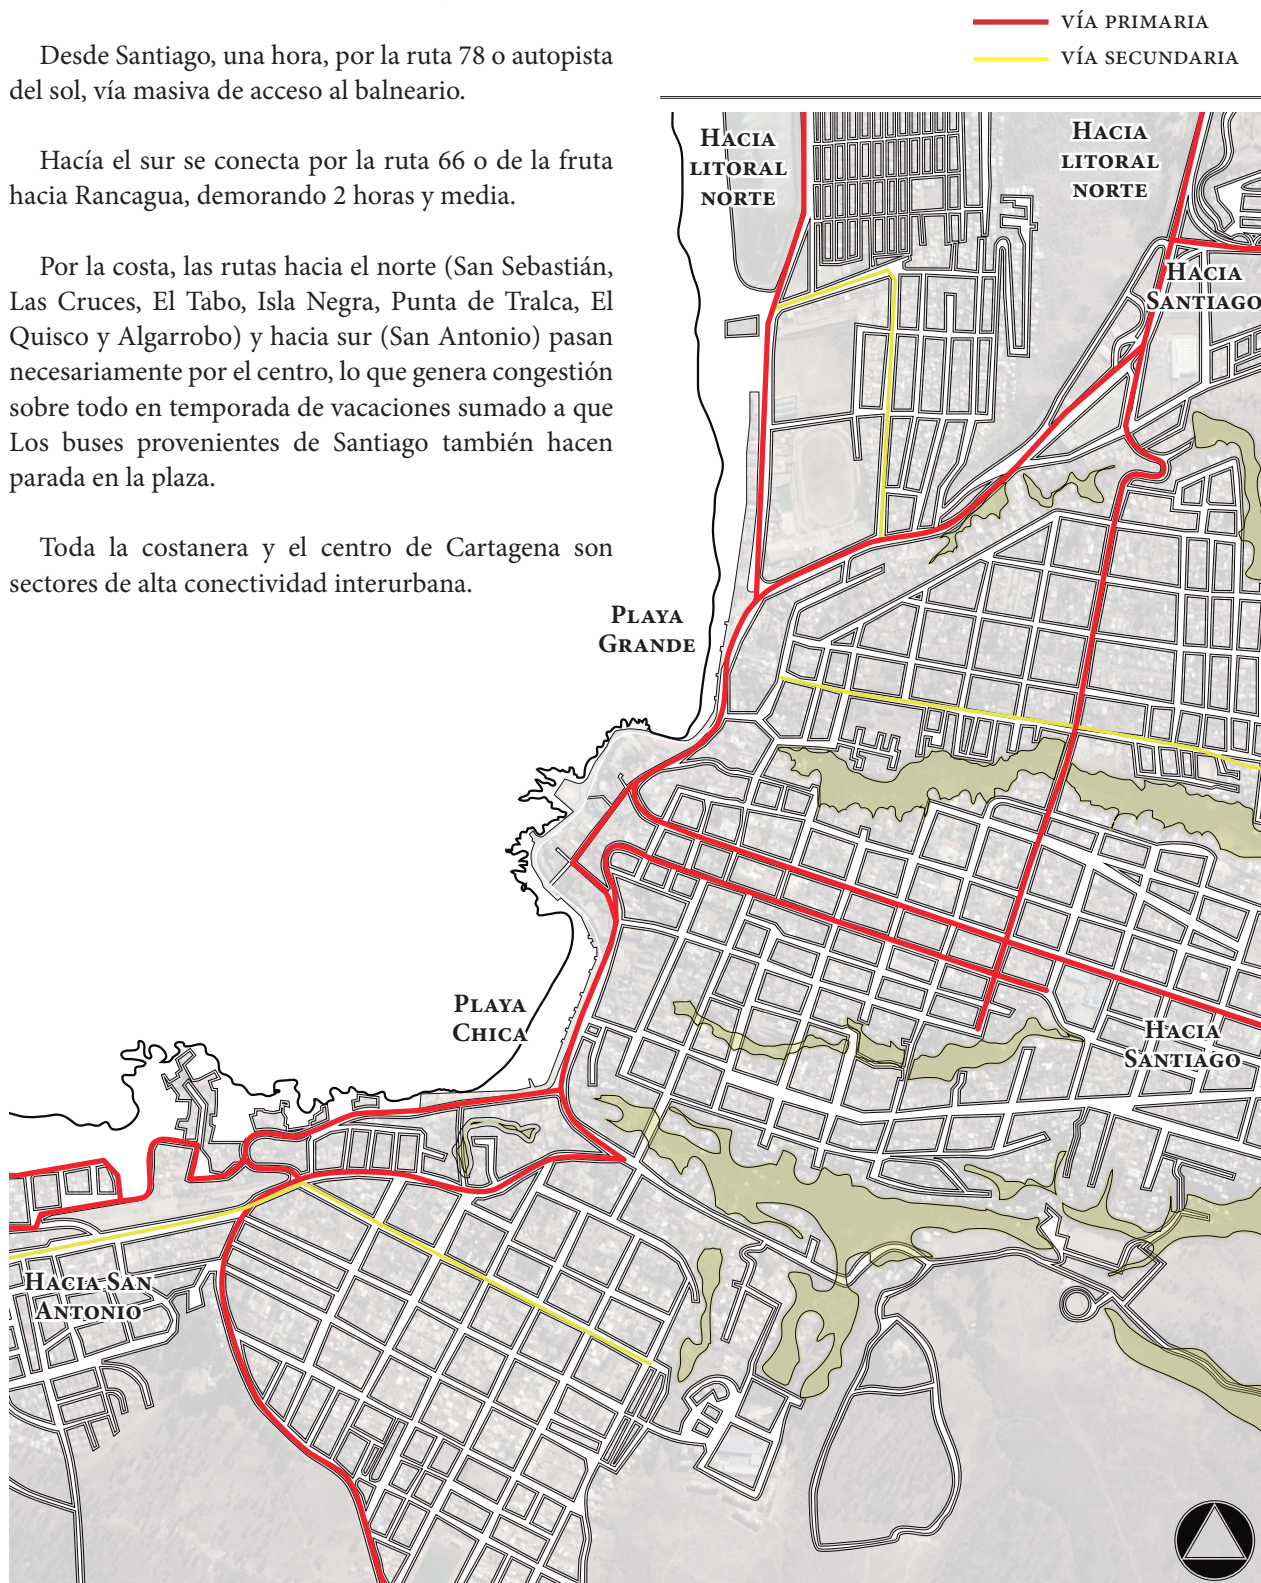 VÍA PRIMARIA
VÍA SECUNDARIA
Desde Santiago, una hora, por la ruta 78 o autopista
del sol, vía masiva de acceso al balneario.
Hacía el sur se conecta por la ruta 66 o de la fruta
hacia Rancagua, demorando 2 horas y media.
Por la costa, las rutas hacia el norte (San Sebastián,
Las Cruces, El Tabo, Isla Negra, Punta de Tralca, El
Quisco y Algarrobo) y hacia sur (San Antonio) pasan
necesariamente por el centro, lo que genera congestión
sobre todo en temporada de vacaciones sumado a que
Los buses provenientes de Santiago también hacen
parada en la plaza.
Toda la costanera y el centro de Cartagena son
sectores de alta conectividad interurbana.
Hacia
litoral
norte
Hacia
litoral
norte
Hacia
Santiago
Playa
Grande
Playa
Chica
Hacia
Santiago
Hacia San
Antonio